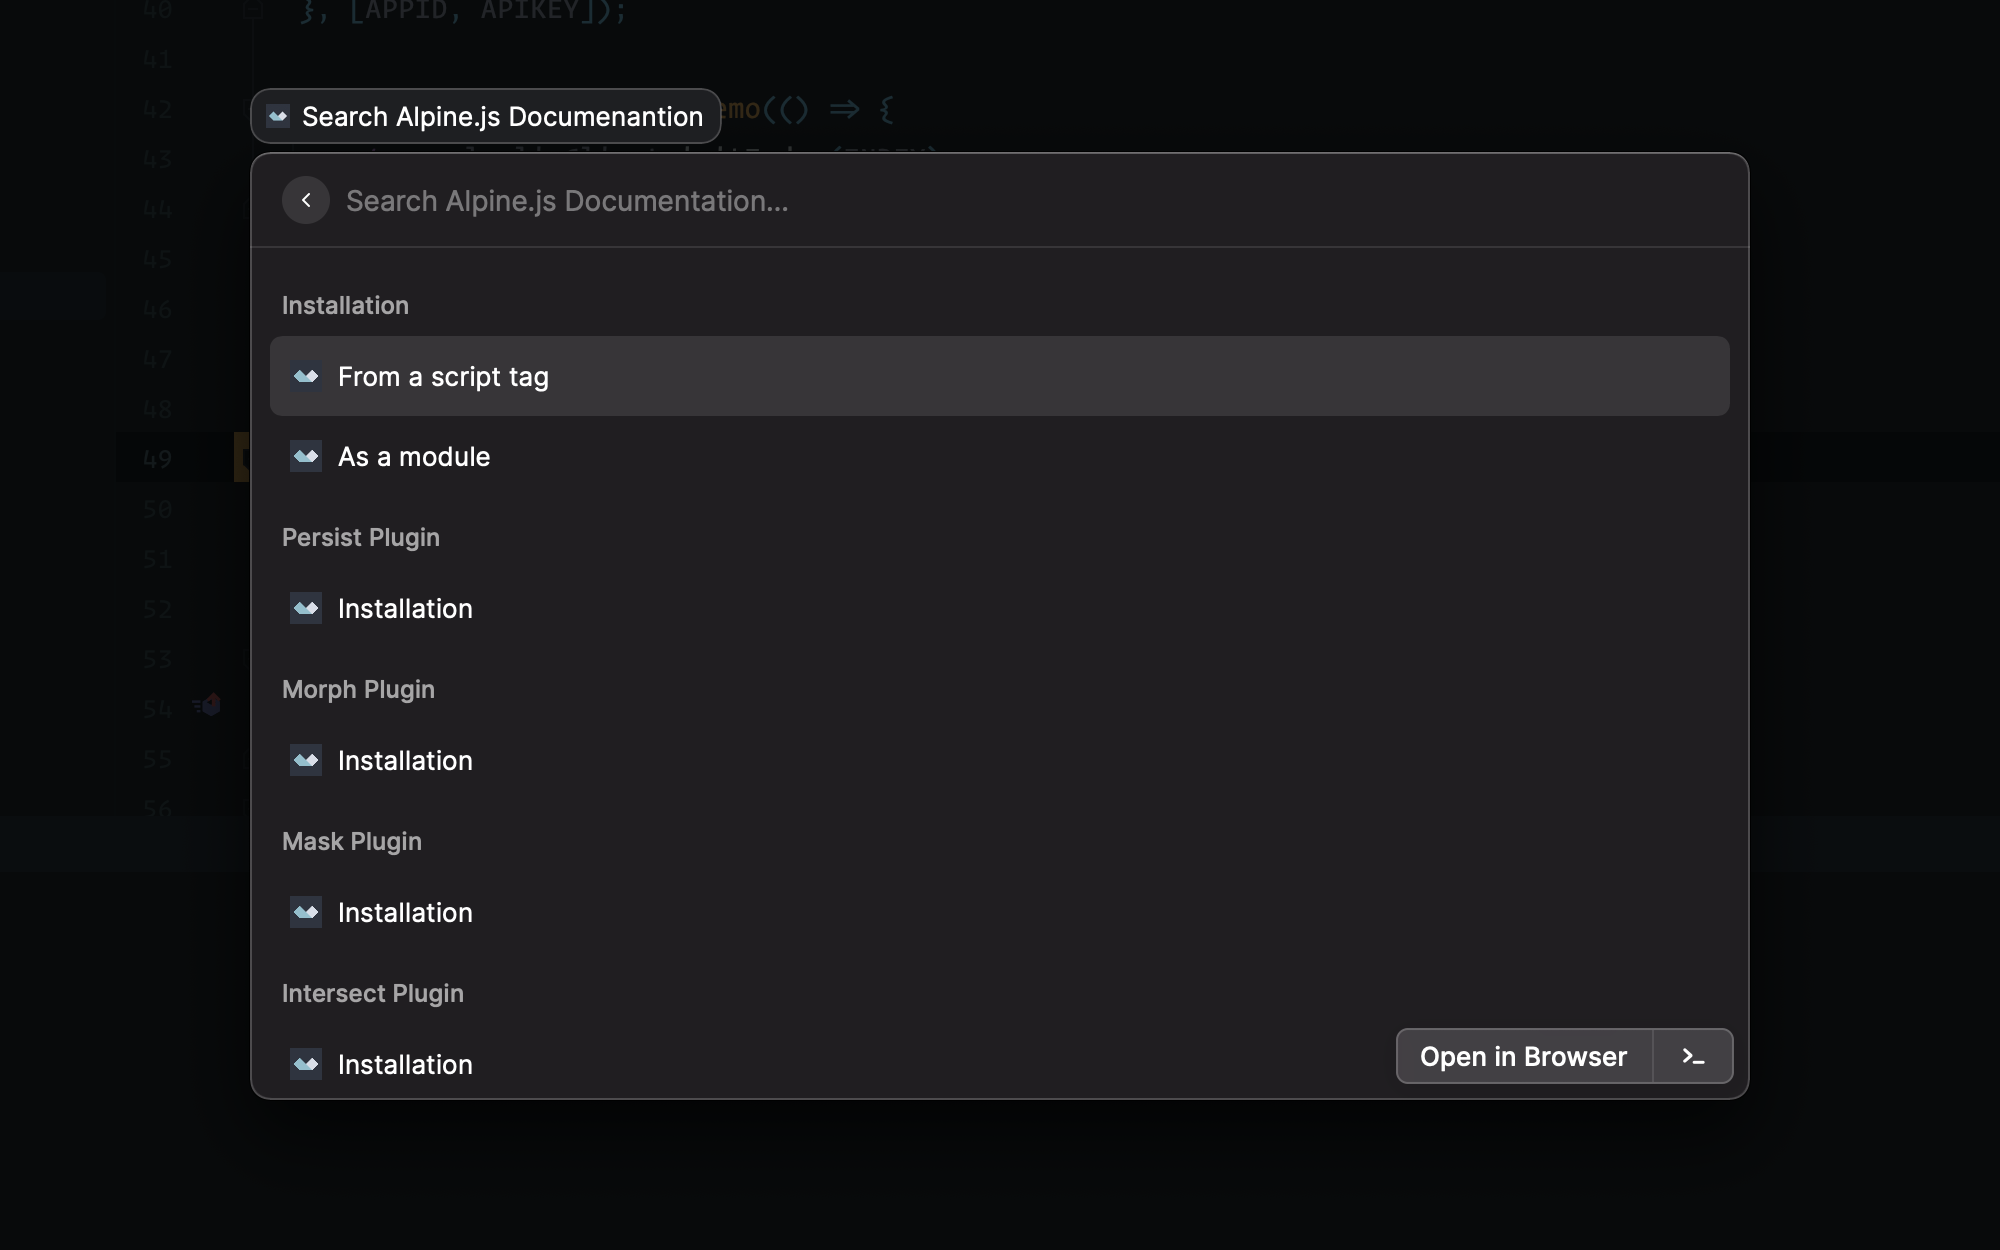 40 }, [APPID, APIKEY]);
41
42 emo(() => {
Search Alpine.js Documenantion
43
Search Alpine.js Documentation...
44
45
Installation
46
47
From a script tag
48
As a module
49
50
Persist Plugin
51
52
Installation
53
Morph Plugin
54
55
Installation
56
Mask Plugin
Installation
Intersect Plugin
Installation
Open in Browser >_